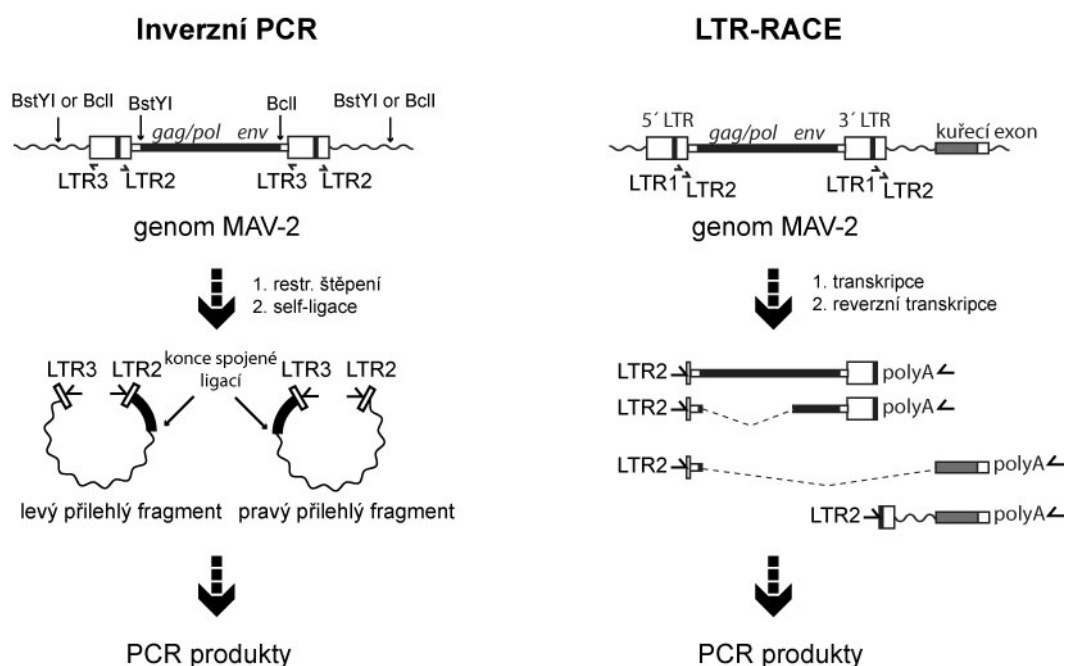 Inverzní PCR
BstYI or BclI
BstYI
BclI
BstYI or BclI
gag/pol env
LTR3
LTR2
LTR3
LTR2
genom MAV-2
1. restr. štěpení
2. self-ligace
LTR3
LTR2
konce spojené
ligací
LTR3
LTR2
levý přilehlý fragment
pravý přilehlý fragment
PCR produkty
LTR-RACE
5´ LTR
gag/pol env
3´ LTR
kuřecí exon
LTR1
LTR2
LTR1
LTR2
genom MAV-2
1. transkripce
2. reverzní transkripce
LTR2
polyA
LTR2
polyA
LTR2
polyA
LTR2
polyA
PCR produkty